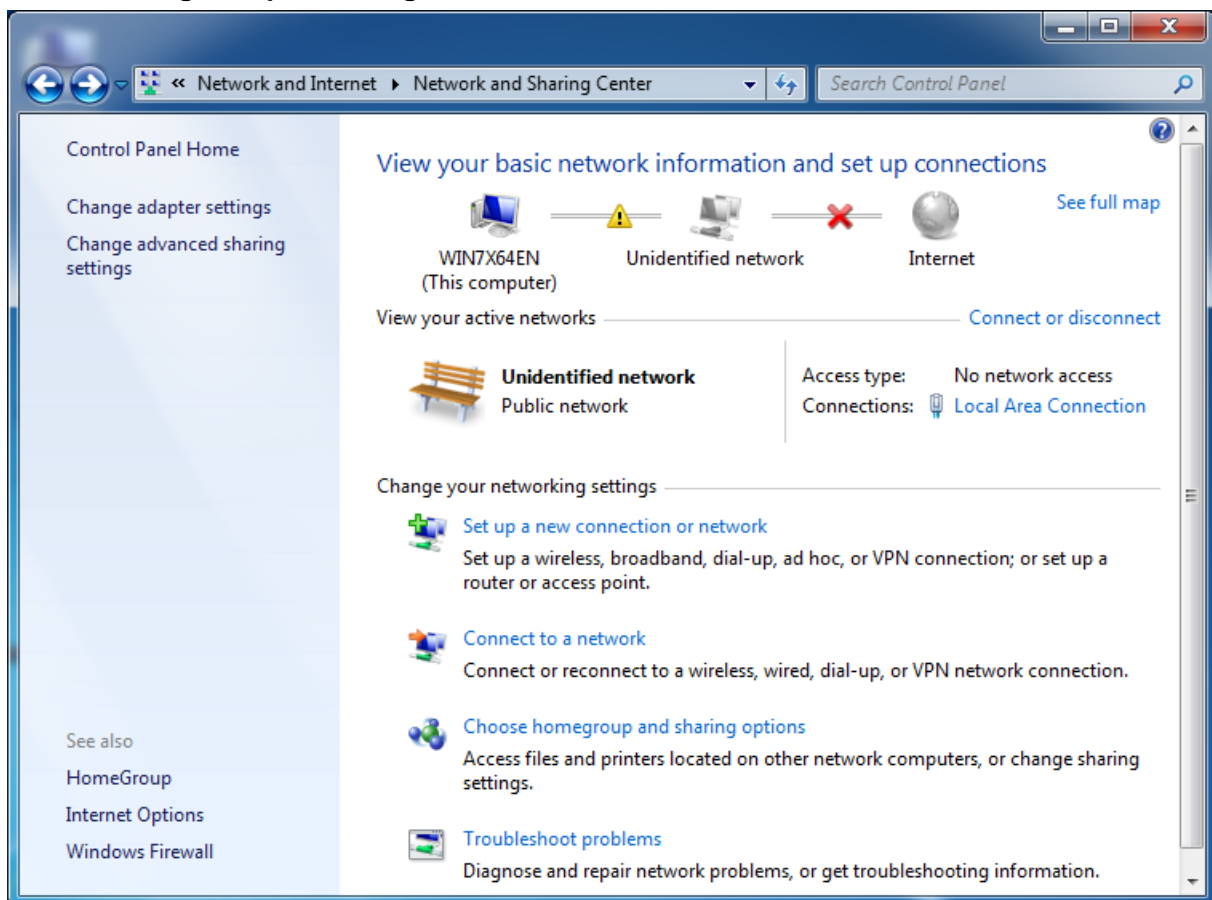 « Network and Internet ▸ Network and Sharing Center
Search Control Panel
Control Panel Home
Change adapter settings
Change advanced sharing
settings
See also
HomeGroup
Internet Options
Windows Firewall
View your basic network information and set up connections
See full map
WIN7X64EN
(This computer)
Unidentified network
Internet
View your active networks
Connect or disconnect
Unidentified network
Public network
Access type: No network access
Connections: Local Area Connection
Change your networking settings
Set up a new connection or network
Set up a wireless, broadband, dial-up, ad hoc, or VPN connection; or set up a
router or access point.
Connect to a network
Connect or reconnect to a wireless, wired, dial-up, or VPN network connection.
Choose homegroup and sharing options
Access files and printers located on other network computers, or change sharing
settings.
Troubleshoot problems
Diagnose and repair network problems, or get troubleshooting information.